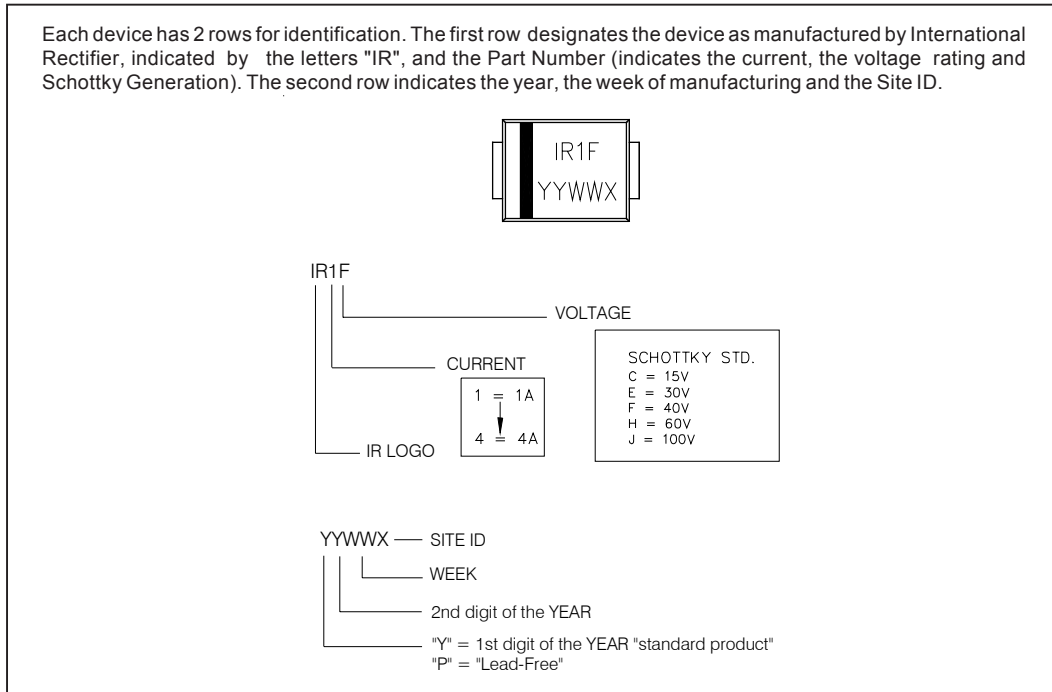 Each device has 2 rows for identification. The first row designates the device as manufactured by International
Rectifier, indicated by the letters "IR", and the Part Number (indicates the current, the voltage rating and
Schottky Generation). The second row indicates the year, the week of manufacturing and the Site ID.
IR1F
YYWWX
IR1F
VOLTAGE
SCHOTTKY STD.
C = 15V
E = 30V
F = 40V
H = 60V
J = 100V
CURRENT
1 = 1A
4 = 4A
IR LOGO
YYWWX
SITE ID
WEEK
2nd digit of the YEAR
"Y" = 1st digit of the YEAR "standard product"
"P" = "Lead-Free"